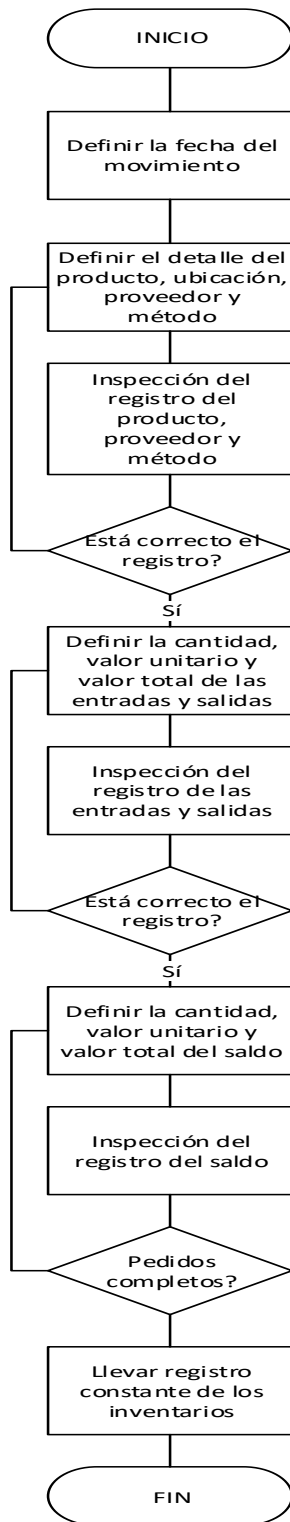 INICIO
Definir la fecha del
movimiento
Definir el detalle del
producto, ubicación,
proveedor y
método
Inspección del
registro del
producto,
proveedor y
método
Está correcto el
registro?
Sí
Definir la cantidad,
valor unitario y
valor total de las
entradas y salidas
Inspección del
registro de las
entradas y salidas
Está correcto el
registro?
Sí
Definir la cantidad,
valor unitario y
valor total del saldo
Inspección del
registro del saldo
Pedidos
completos?
Llevar registro
constante de los
inventarios
FIN